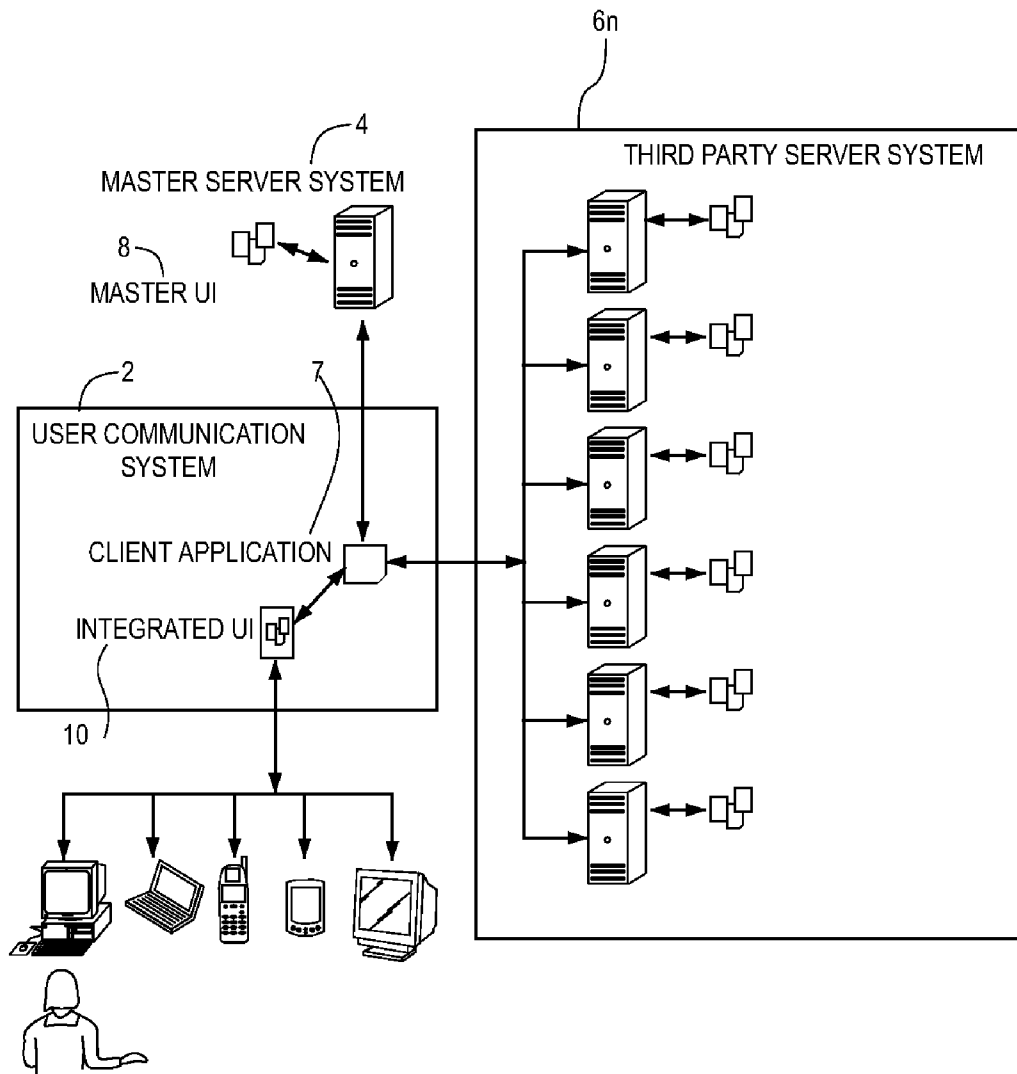 6n
4
MASTER SERVER SYSTEM
THIRD PARTY SERVER SYSTEM
8
MASTER UI
2
7
USER COMMUNICATION
SYSTEM
CLIENT APPLICATION
INTEGRATED UI
10